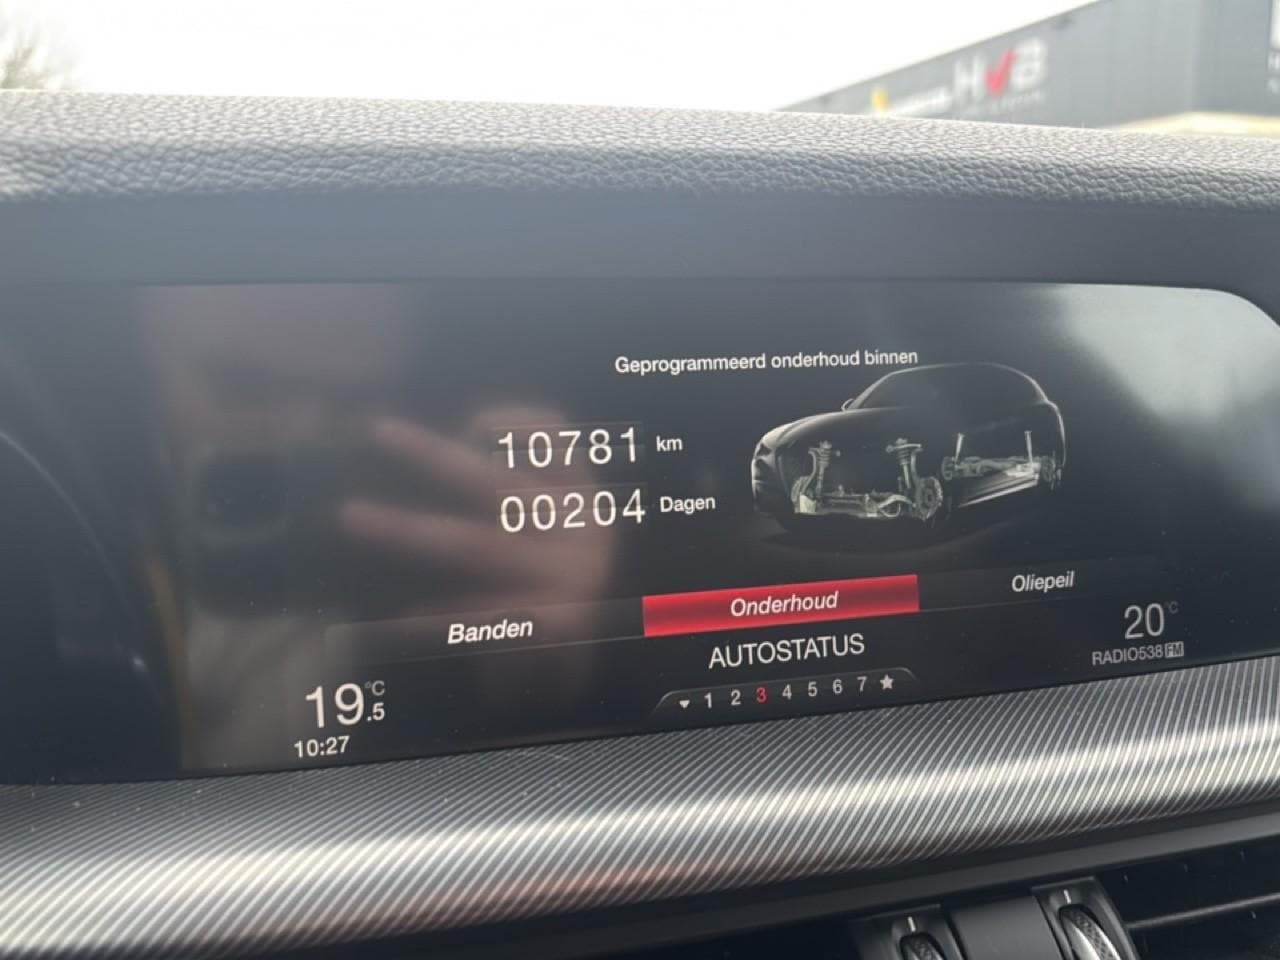 HVB
Geprogrammeerd onderhoud binnen
10781 km
00204 Dagen
Banden
Onderhoud
Oliepeil
AUTOSTATUS
1 2 3 4 5 6 7 ★
19.5 °C
10:27
20 °C
RADIO538 FM